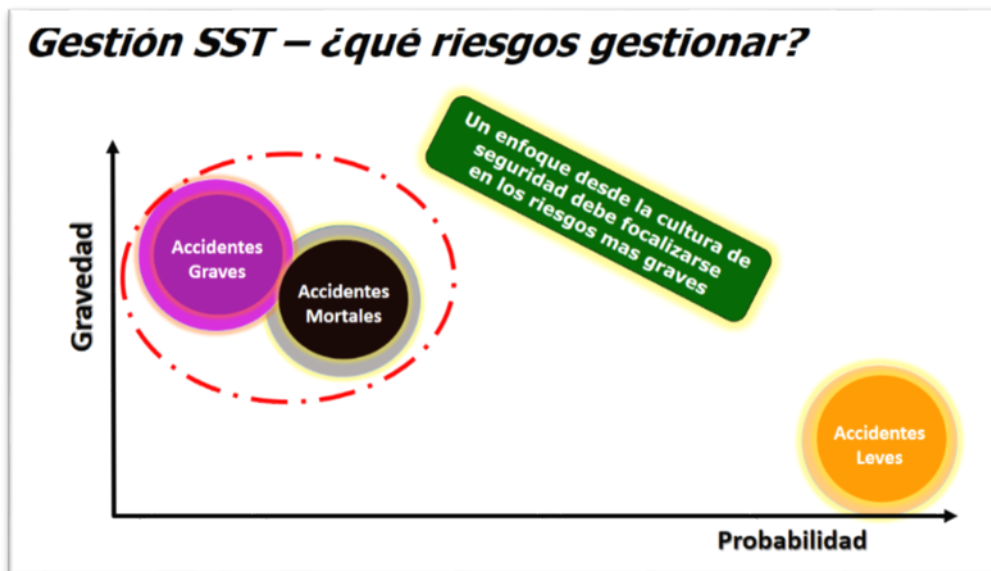 Gestión SST – ¿qué riesgos gestionar?
Un enfoque desde la cultura de
seguridad debe focalizarse
en los riesgos mas graves
Gravedad
Accidentes
Graves
Accidentes
Mortales
Accidentes
Leves
Probabilidad